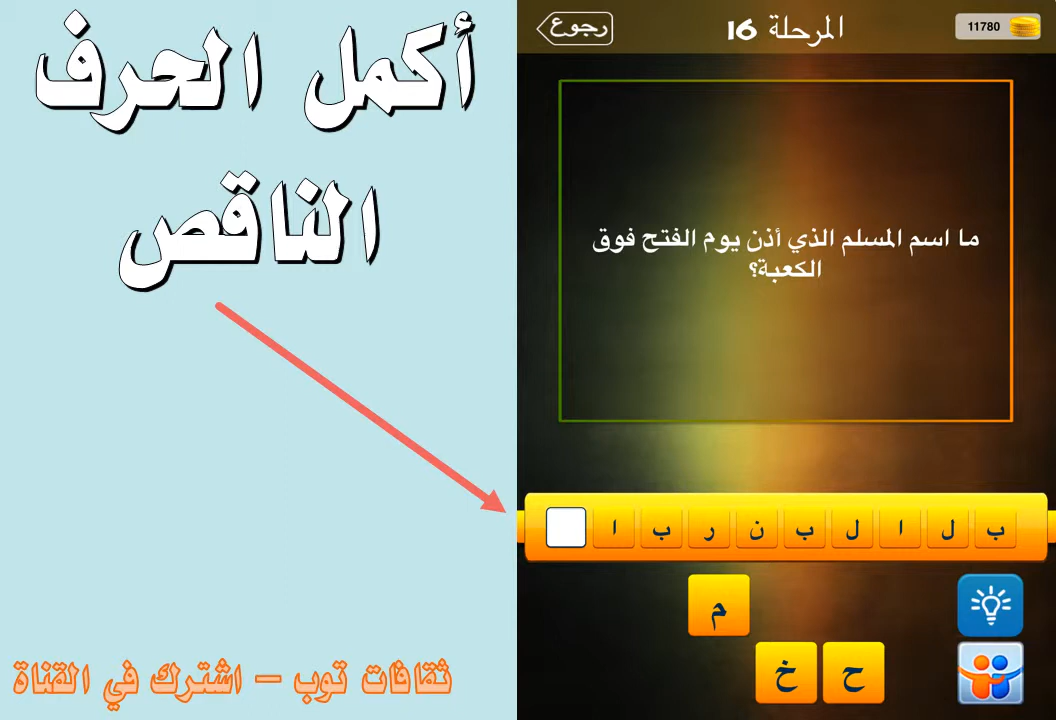 أكمل الحرف
الناقص
ثقافات توب – اشترك في القناة
رجوع
المرحلة 16
11780
ما اسم المسلم الذي أذن يوم الفتح فوق
الكعبة؟
ب ل ا ل ب ن ر ب ا
م
خ ح